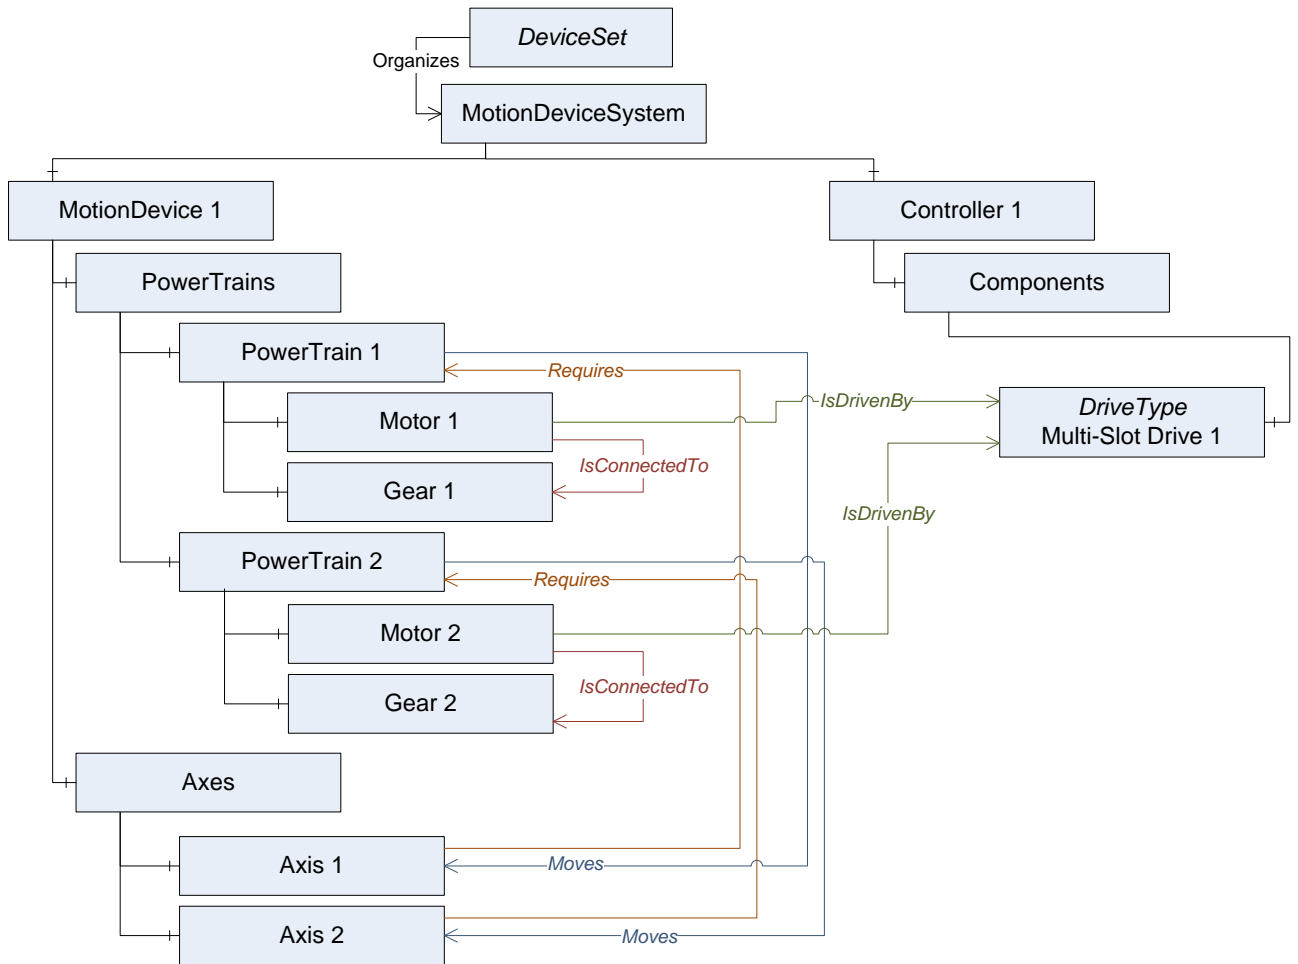 DeviceSet
Organizes
MotionDeviceSystem
MotionDevice 1
Controller 1
PowerTrains
Components
PowerTrain 1
Requires
Motor 1
IsDrivenBy
DriveType
Multi-Slot Drive 1
IsConnectedTo
Gear 1
IsDrivenBy
PowerTrain 2
Requires
Motor 2
IsConnectedTo
Gear 2
Axes
Axis 1
Moves
Axis 2
Moves